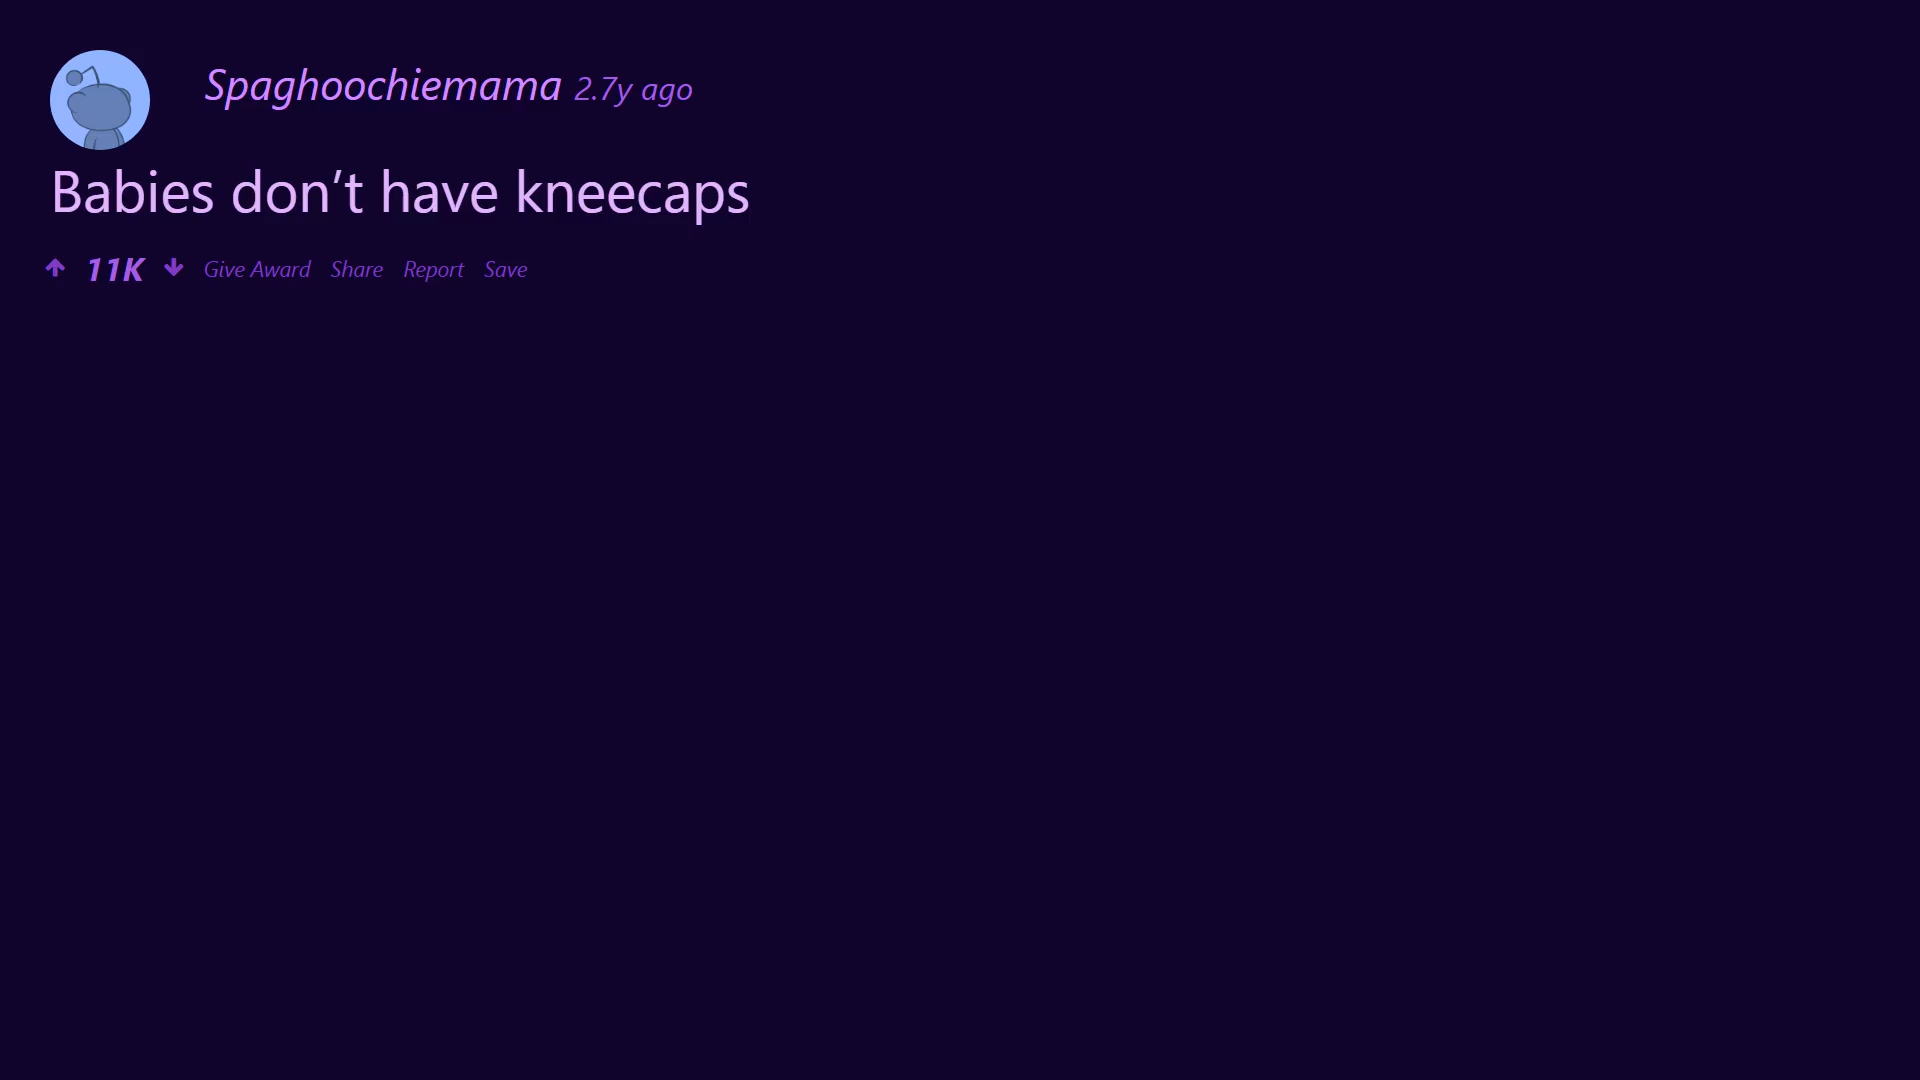 Spaghoochiemama 2.7y ago
Babies don’t have kneecaps
11K Give Award Share Report Save